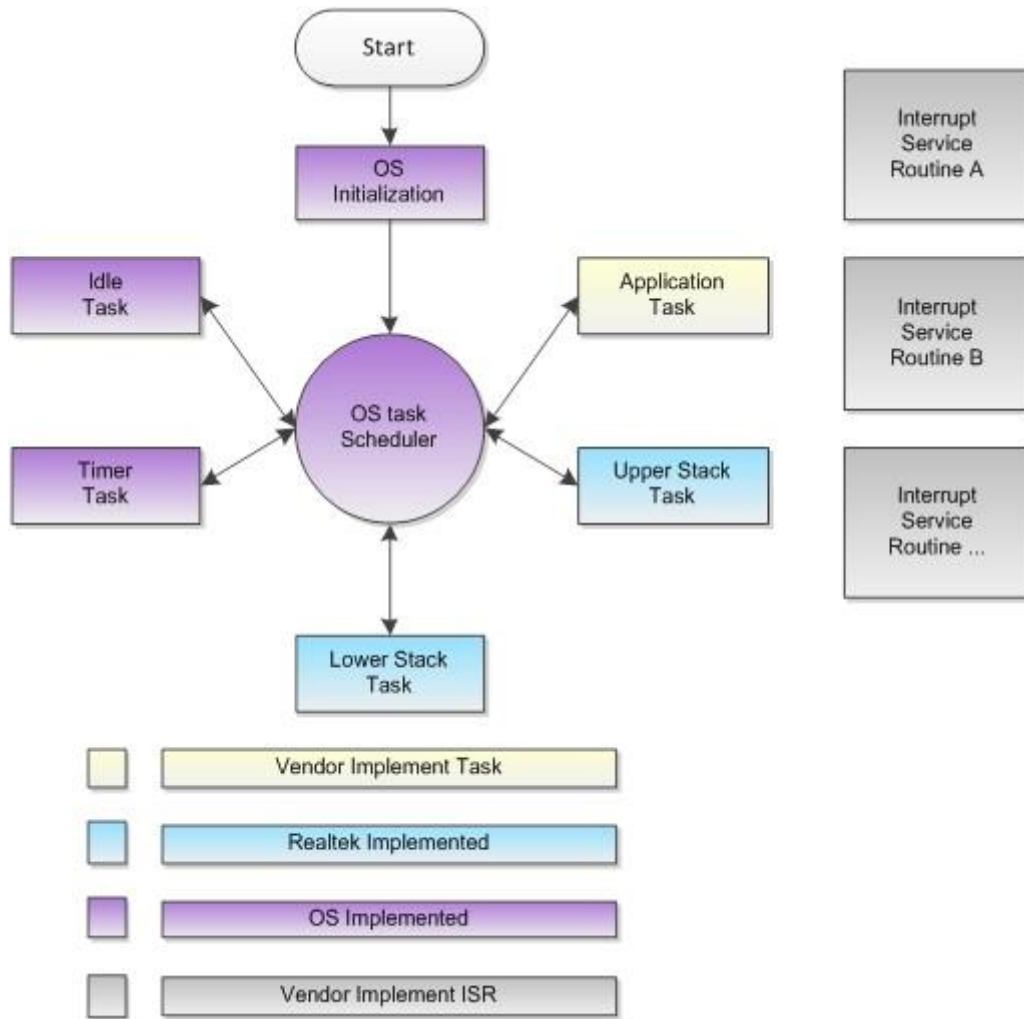 Start
OS
Initialization
Idle
Task
Application
Task
OS task
Scheduler
Timer
Task
Upper Stack
Task
Lower Stack
Task
Interrupt
Service
Routine A
Interrupt
Service
Routine B
Interrupt
Service
Routine ...
Vendor Implement Task
Realtek Implemented
OS Implemented
Vendor Implement ISR